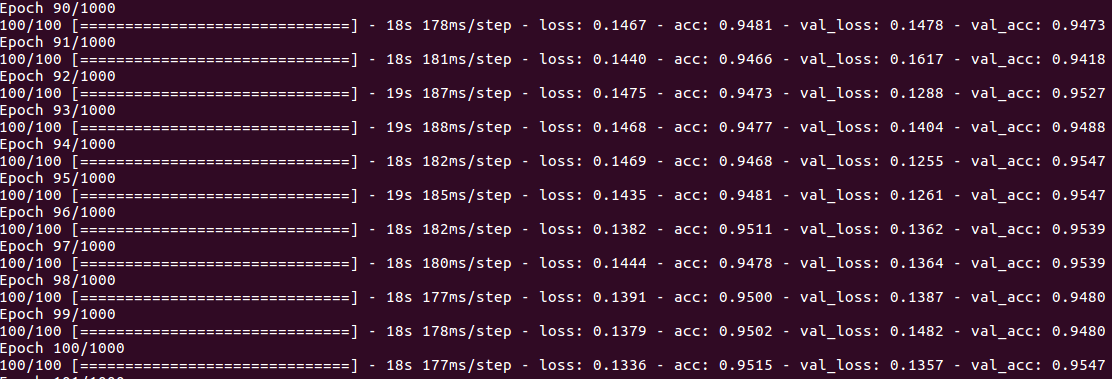 Epoch 90/1000
100/100 [==============================] - 18s 178ms/step - loss: 0.1467 - acc: 0.9481 - val_loss: 0.1478 - val_acc: 0.9473
Epoch 91/1000
100/100 [==============================] - 18s 181ms/step - loss: 0.1440 - acc: 0.9466 - val_loss: 0.1617 - val_acc: 0.9418
Epoch 92/1000
100/100 [==============================] - 19s 187ms/step - loss: 0.1475 - acc: 0.9473 - val_loss: 0.1288 - val_acc: 0.9527
Epoch 93/1000
100/100 [==============================] - 19s 188ms/step - loss: 0.1468 - acc: 0.9477 - val_loss: 0.1404 - val_acc: 0.9488
Epoch 94/1000
100/100 [==============================] - 18s 182ms/step - loss: 0.1469 - acc: 0.9468 - val_loss: 0.1255 - val_acc: 0.9547
Epoch 95/1000
100/100 [==============================] - 19s 185ms/step - loss: 0.1435 - acc: 0.9481 - val_loss: 0.1261 - val_acc: 0.9547
Epoch 96/1000
100/100 [==============================] - 18s 182ms/step - loss: 0.1382 - acc: 0.9511 - val_loss: 0.1362 - val_acc: 0.9539
Epoch 97/1000
100/100 [==============================] - 18s 180ms/step - loss: 0.1444 - acc: 0.9478 - val_loss: 0.1364 - val_acc: 0.9539
Epoch 98/1000
100/100 [==============================] - 18s 177ms/step - loss: 0.1391 - acc: 0.9500 - val_loss: 0.1387 - val_acc: 0.9480
Epoch 99/1000
100/100 [==============================] - 18s 178ms/step - loss: 0.1379 - acc: 0.9502 - val_loss: 0.1482 - val_acc: 0.9480
Epoch 100/1000
100/100 [==============================] - 18s 177ms/step - loss: 0.1336 - acc: 0.9515 - val_loss: 0.1357 - val_acc: 0.9547